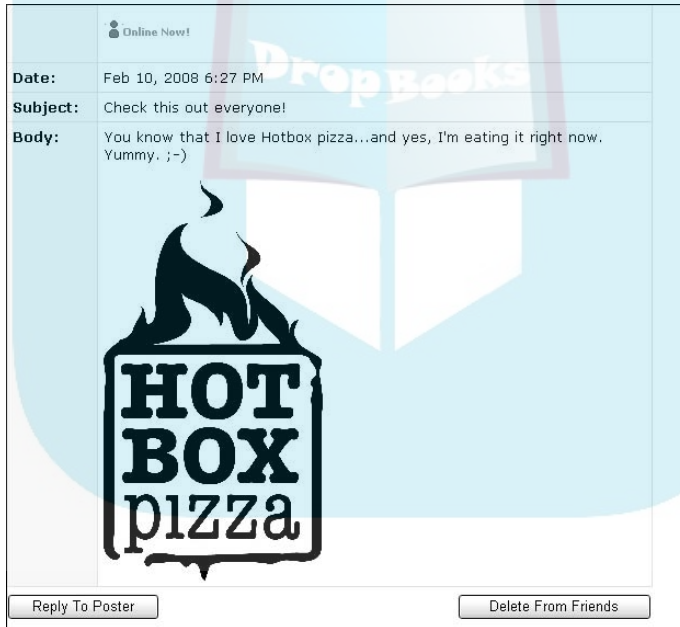 Online Now!
DropBooks
Date: Feb 10, 2008 6:27 PM
Subject: Check this out everyone!
Body: You know that I love Hotbox pizza...and yes, I'm eating it right now.
Yummy. ;-)
HOT
BOX
pizza
Reply To Poster Delete From Friends